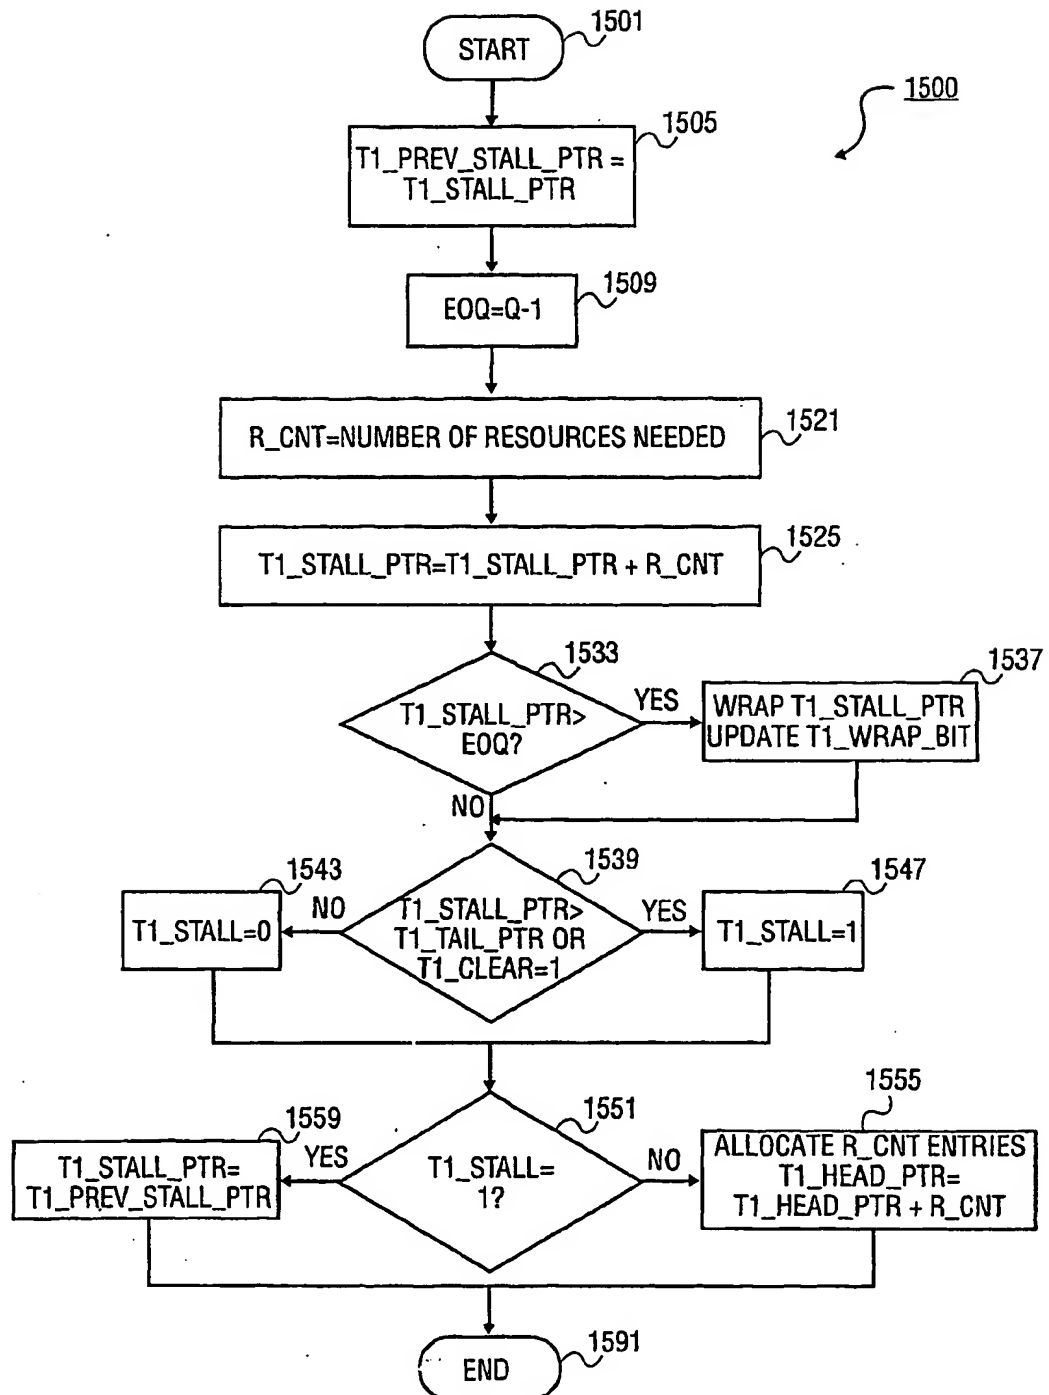 1501
START
1500
1505
T1_PREV_STALL_PTR =
T1_STALL_PTR
1509
EOQ=Q-1
1521
R_CNT=NUMBER OF RESOURCES NEEDED
1525
T1_STALL_PTR=T1_STALL_PTR + R_CNT
1533
T1_STALL_PTR>
EOQ?
YES
1537
WRAP T1_STALL_PTR
UPDATE T1_WRAP_BIT
NO
1539
T1_STALL_PTR>
T1_TAIL_PTR OR
T1_CLEAR=1
1543
NO
T1_STALL=0
YES
1547
T1_STALL=1
1551
T1_STALL=
1?
1559
YES
T1_STALL_PTR=
T1_PREV_STALL_PTR
NO
1555
ALLOCATE R_CNT ENTRIES
T1_HEAD_PTR=
T1_HEAD_PTR + R_CNT
END
1591